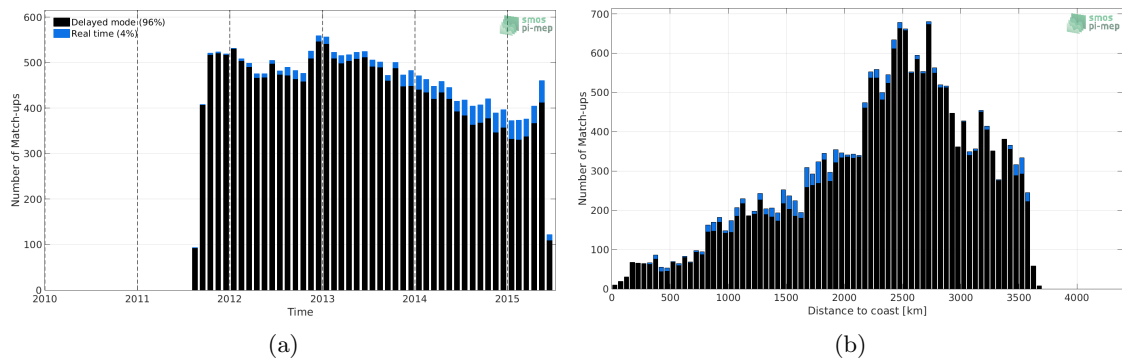 Delayed mode (96%)
Real time (4%)
smos
pi-mep
600
500
400
300
200
100
0
Number of Match-ups
2010
2011
2012
2013
2014
2015
Time
(a)
smos
pi-mep
700
600
500
400
300
200
100
0
Number of Match-ups
0
500
1000
1500
2000
2500
3000
3500
4000
Distance to coast [km]
(b)